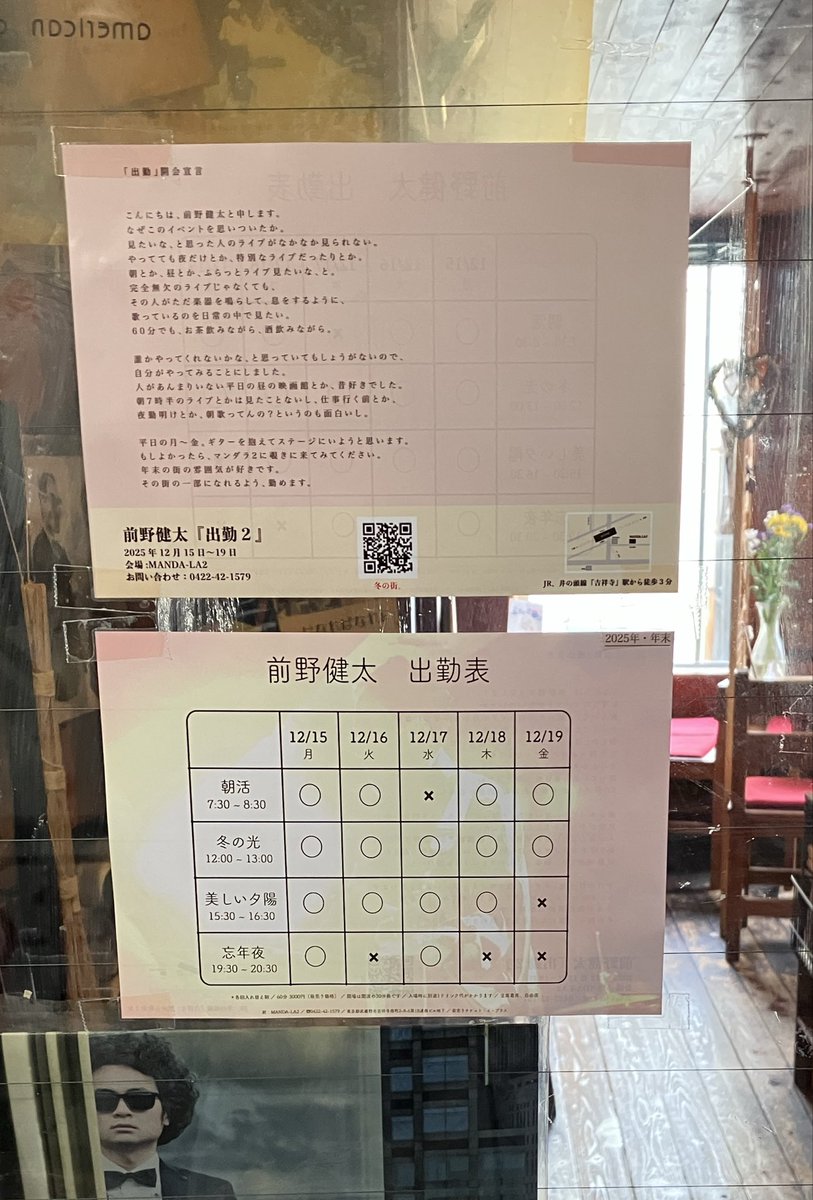 american
「出勤」開会宣言
こんにちは、前野健太と申します。
なぜこのイベントを思いついたか。
見たいな、と思った人のライブがなかなか見られない。
やってても夜だけとか、特別なライブだったりとか。
朝とか、昼とか、ふらっとライブ見たいな、と。
完全無欠のライブじゃなくても、
その人がただ楽器を鳴らして、息をするように、
歌っているのを日常の中で見たい。
60分でも、お茶飲みながら、酒飲みながら。
誰かやってくれないかな、と思っていてもしょうがないので、
自分がやってみることにしました。
人があんまりいない平日の昼の映画館とか、昔好きでした。
朝7時半のライブとかは見たことないし、仕事行く前とか、
夜勤明けとか、朝歌ってんの？というのも面白いし。
平日の月〜金。ギターを抱えてステージにいようと思います。
もしよかったら、マンダラ2に覗きに来てみてください。
年末の街の雰囲気が好きです。
その街の一部になれるよう、勤めます。
前野健太『出勤2』
2025年12月15日〜19日
会場:MANDA-LA2
お問い合わせ：0422-42-1579
冬の街。
MANDA-LA2
JR、井の頭線「吉祥寺」駅から徒歩3分
2025年・年末
前野健太　出勤表
12/15 12/16 12/17 12/18 12/19
月 火 水 木 金
朝活
7:30 ~ 8:30 ○ ○ × ○ ○
冬の光
12:00 ~ 13:00 ○ ○ ○ ○ ○
美しい夕陽
15:30 ~ 16:30 ○ ○ ○ ○ ×
忘年夜
19:30 ~ 20:30 ○ × ○ × ×
*各回入れ替え制 / 60分 3000円
MANDA-LA2 / ☎0422-42-1579